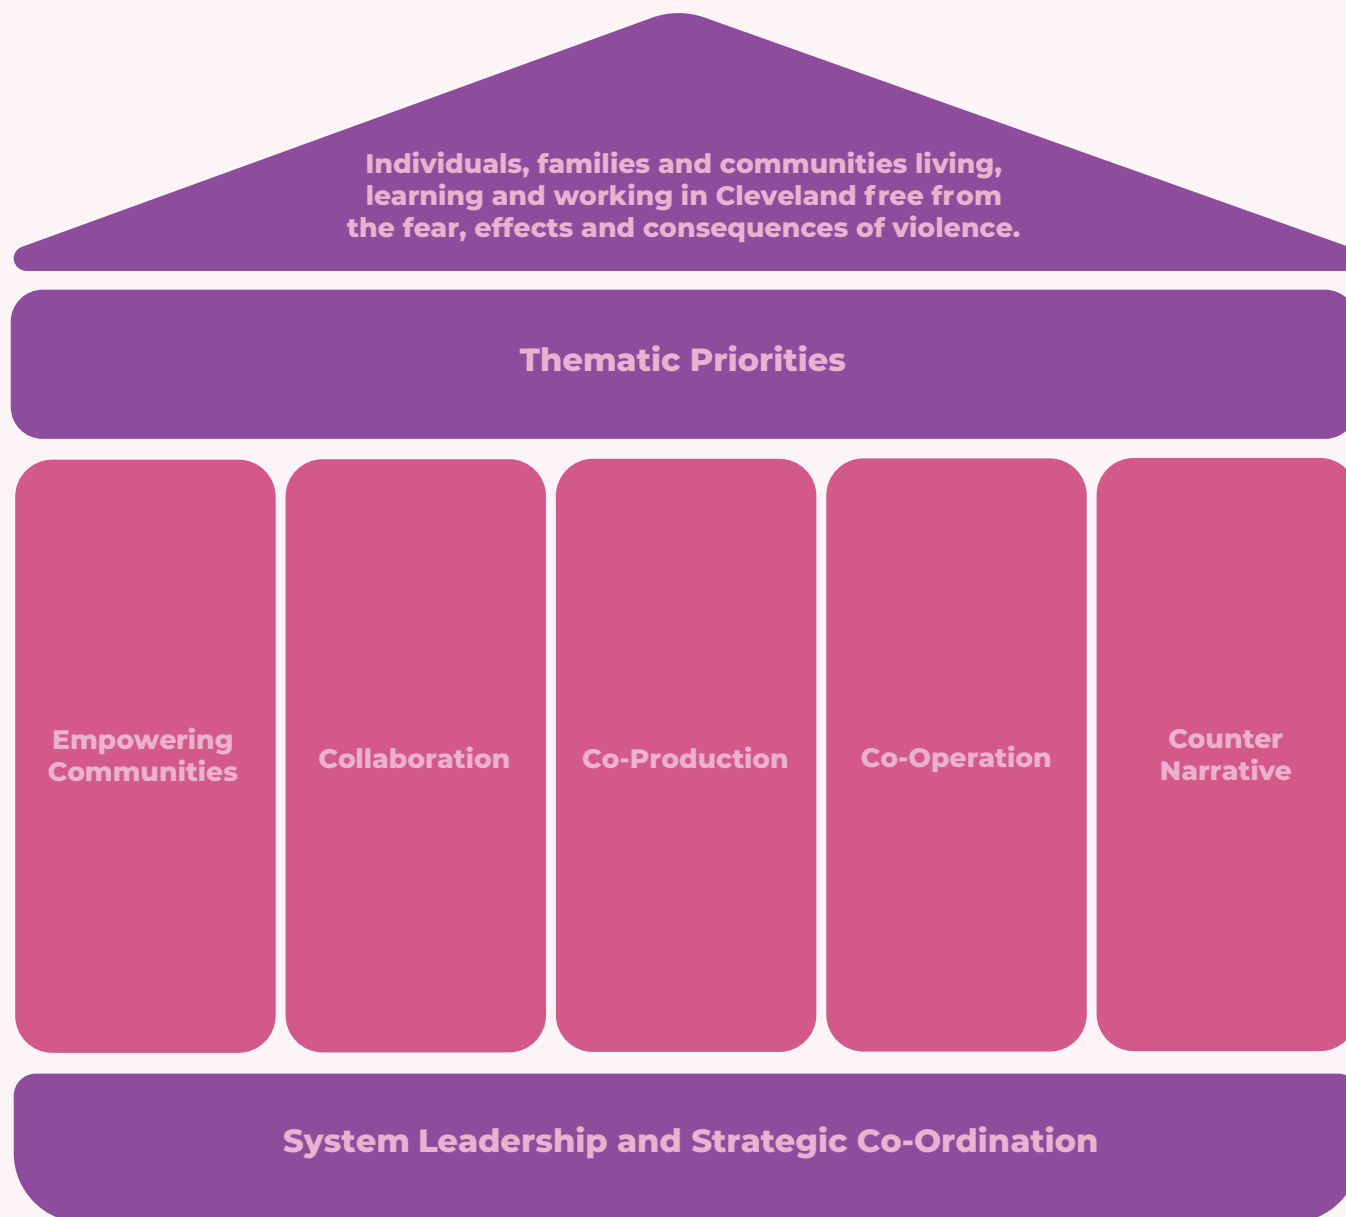 Individuals, families and communities living,
learning and working in Cleveland free from
the fear, effects and consequences of violence.
Thematic Priorities
Empowering
Communities
Collaboration
Co-Production
Co-Operation
Counter
Narrative
System Leadership and Strategic Co-Ordination